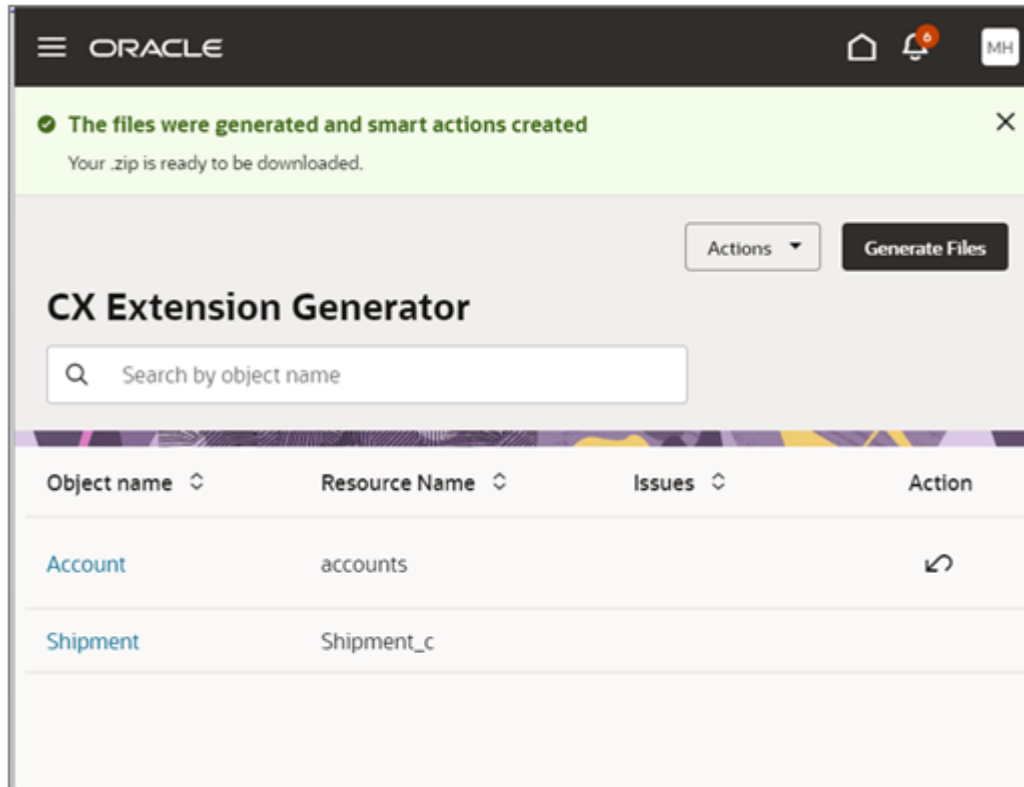 ORACLE
6
MH
The files were generated and smart actions created
Your .zip is ready to be downloaded.
Actions
Generate Files
CX Extension Generator
Search by object name
Object name Resource Name Issues Action
Account accounts
Shipment Shipment_c